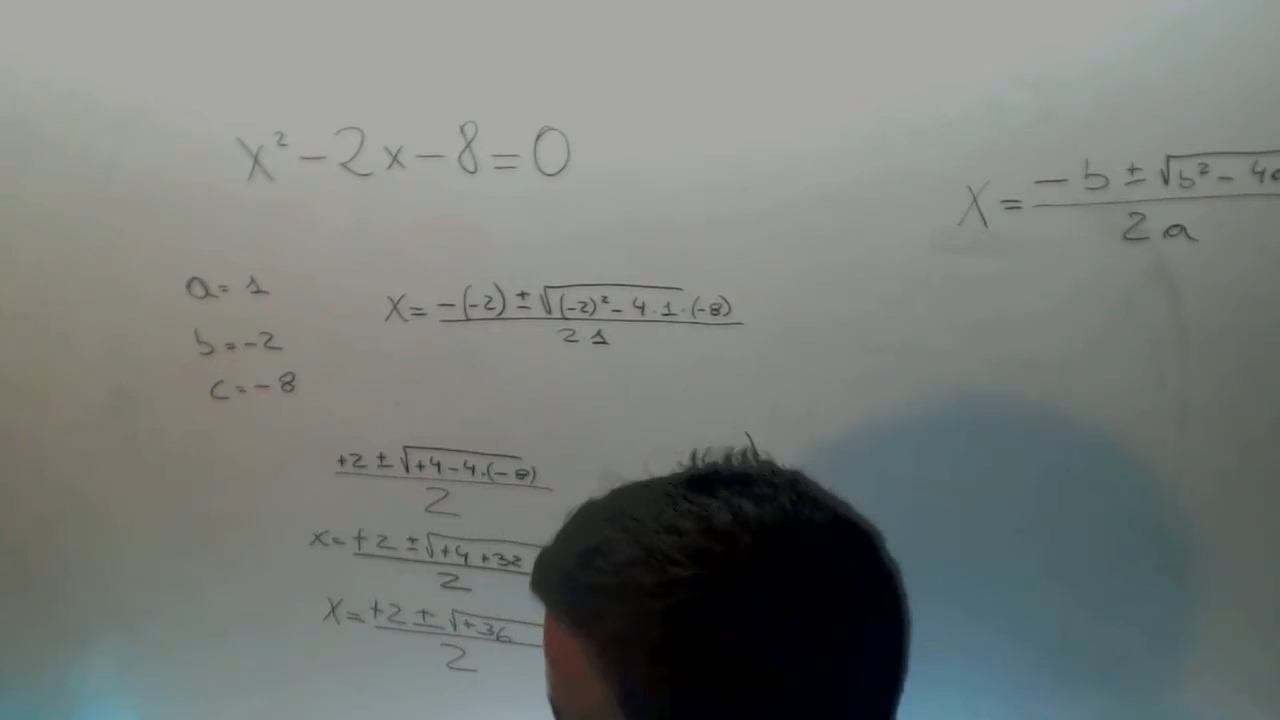 x² - 2x - 8 = 0
x = (-b ± √(b² - 4
2a
a = 1
b = -2
c = -8
x = (-(-2) ± √((-2)² - 4 · 1 · (-8)
2 1
+2 ± √(+4 - 4 · (-8)
2
x = +2 ± √(+4 + 32
2
x = +2 ± √(+36
2